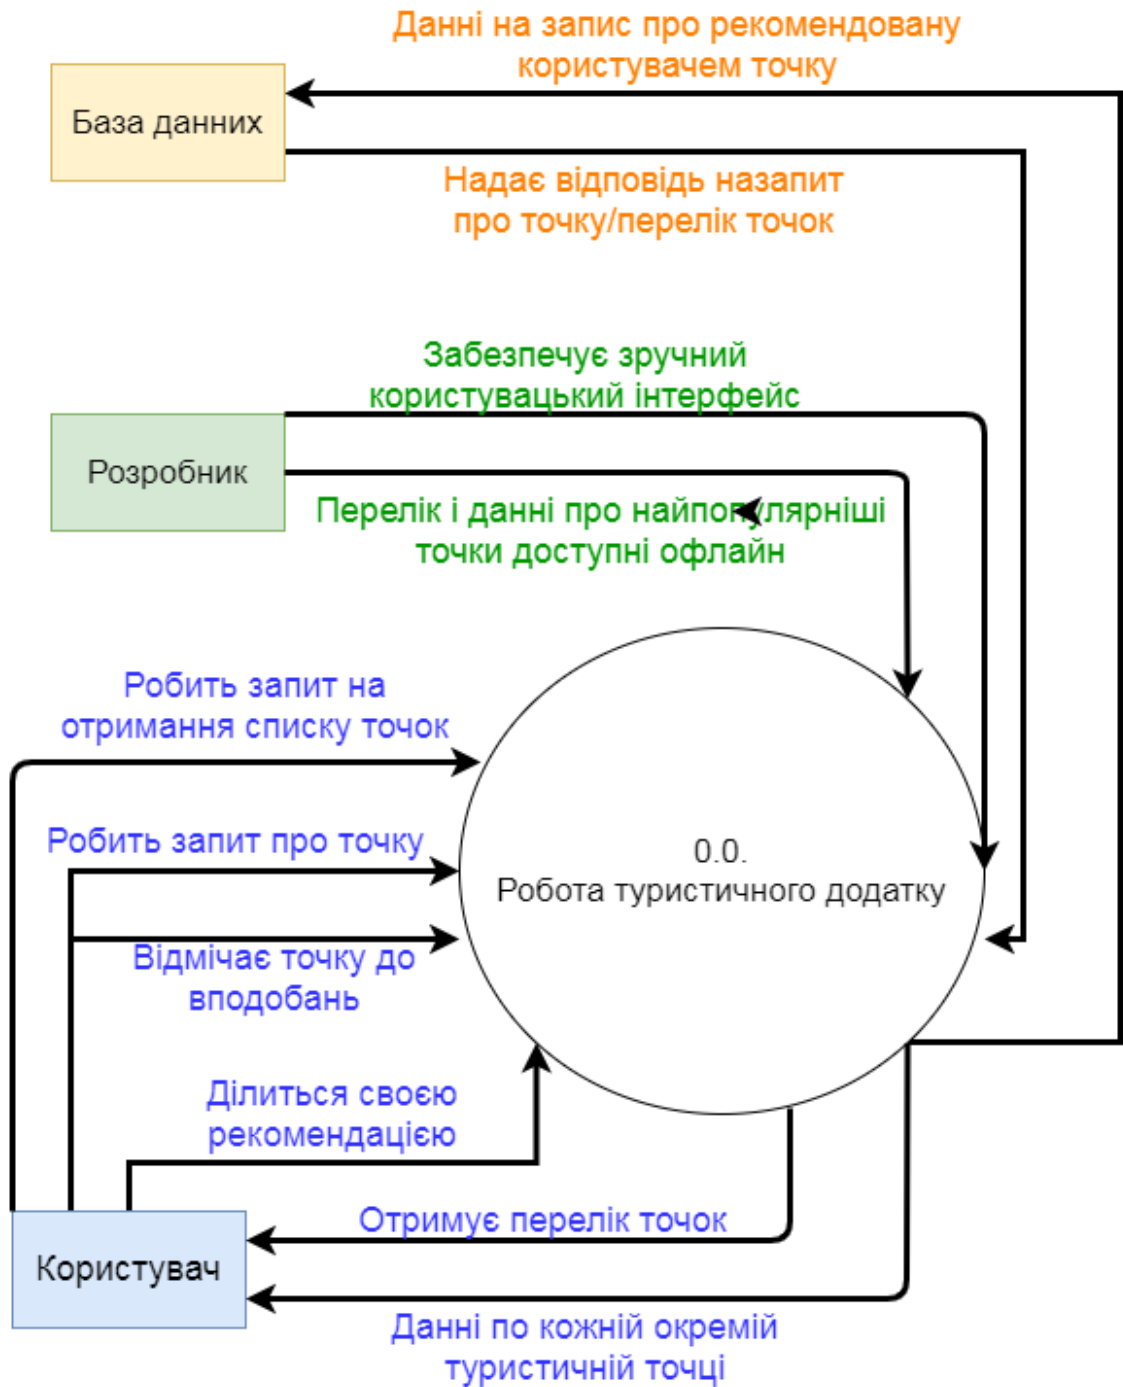 Данні на запис про рекомендовану
користувачем точку
База данних
Надає відповідь назапит
про точку/перелік точок
Забезпечує зручний
користувацький інтерфейс
Розробник
Перелік і данні про найпопулярніші
точки доступні офлайн
Робить запит на
отримання списку точок
Робить запит про точку
0.0.
Робота туристичного додатку
Відмічає точку до
вподобань
Ділиться своєю
рекомендацією
Отримує перелік точок
Користувач
Данні по кожній окремій
туристичній точці